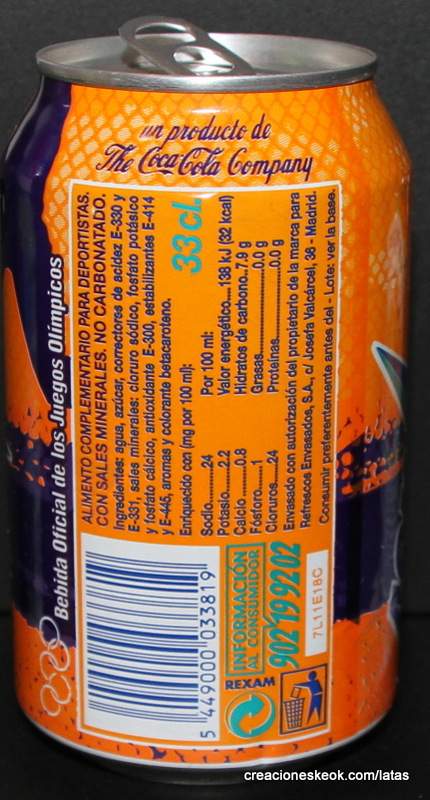 un producto de
The Coca Cola Company
Bebida Oficial de los Juegos Olímpicos
ALIMENTO COMPLEMENTARIO PARA DEPORTISTAS.
CON SALES MINERALES. NO CARBONATADO.
Ingredientes: agua, azúcar, correctores de acidez E-330 y
E-331, sales minerales: cloruro sódico, fosfato potásico
y fosfato cálcico, antioxidante E-300, estabilizantes E-414
y E-445, aromas y colorante betacaroteno.
33 cl.
Enriquecido con (mg por 100 ml):
Sodio........24
Potasio......2.2
Calcio.......0.8
Fósforo....1
Cloruros....24
Por 100 ml:
Valor energético....138 kJ (32 kcal)
Hidratos de carbono..7.9 g
Grasas....................0.0 g
Proteínas................0.0 g
Envasado con autorización del propietario de la marca para
Refrescos Envasados, S.A., c/ Josefa Valcárcel, 36 - Madrid.
Consumir preferentemente antes del - Lote: ver la base.
5 449000 033819
INFORMACIÓN
AL CONSUMIDOR
902 19 92 02
7L11E18C
REXAM
creacioneskeok.com/latas